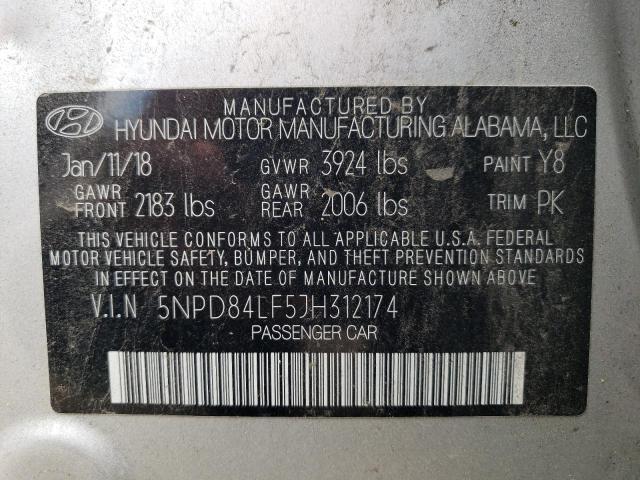 MANUFACTURED BY
HYUNDAI MOTOR MANUFACTURING ALABAMA, LLC
Jan/11/18 GVWR 3924 lbs PAINT Y8
GAWR FRONT 2183 lbs GAWR REAR 2006 lbs TRIM PK
THIS VEHICLE CONFORMS TO ALL APPLICABLE U.S.A. FEDERAL
MOTOR VEHICLE SAFETY, BUMPER, AND THEFT PREVENTION STANDARDS
IN EFFECT ON THE DATE OF MANUFACTURE SHOWN ABOVE.
V.I.N 5NPD84LF5JH312174
PASSENGER CAR